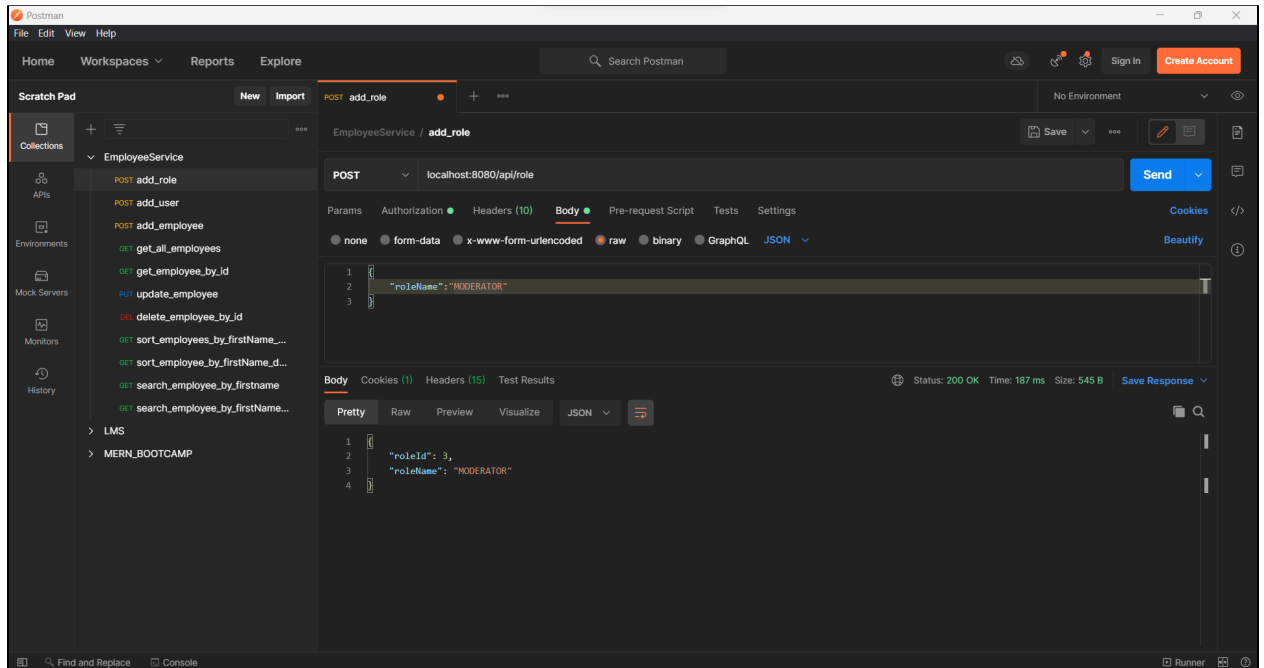 Postman
File Edit View Help
Home Workspaces Reports Explore Search Postman Sign In Create Account
Scratch Pad New Import POST add_role No Environment
Collections
APIs
Environments
Mock Servers
Monitors
History
EmployeeService
POST add_role
POST add_user
POST add_employee
GET get_all_employees
GET get_employee_by_id
PUT update_employee
DEL delete_employee_by_id
GET sort_employees_by_firstName_...
GET sort_employee_by_firstName_d...
GET search_employee_by_firstname
GET search_employee_by_firstName...
LMS
MERN_BOOTCAMP
EmployeeService / add_role Save
POST localhost:8080/api/role Send
Params Authorization Headers (10) Body Pre-request Script Tests Settings Cookies
none form-data x-www-form-urlencoded raw binary GraphQL JSON Beautify
1 {
2 "roleName":"MODERATOR"
3 }
Body Cookies (1) Headers (15) Test Results Status: 200 OK Time: 187 ms Size: 545 B Save Response
Pretty Raw Preview Visualize JSON
1 {
2 "roleId": 3,
3 "roleName": "MODERATOR"
4 }
Find and Replace Console Runner